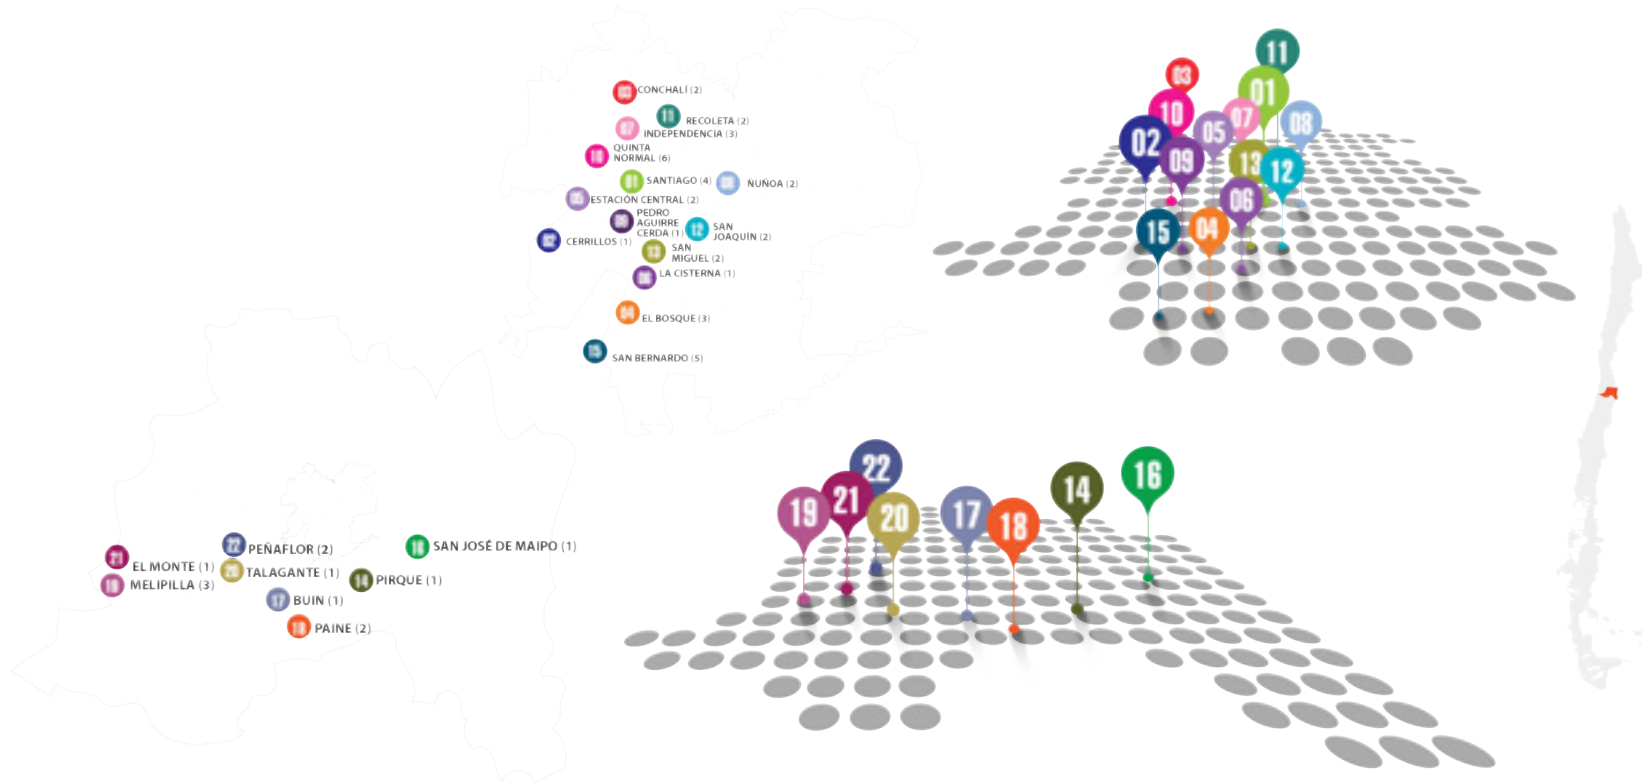 03 CONCHALÍ (2)
11 RECOLETA (2)
07 INDEPENDENCIA (3)
10 QUINTA
NORMAL (6)
01 SANTIAGO (4)
08 ÑUÑOA (2)
05 ESTACIÓN CENTRAL (2)
09 PEDRO
AGUIRRE
CERDA (1)
12 SAN
JOAQUÍN (2)
02 CERRILLOS (1)
13 SAN
MIGUEL (2)
06 LA CISTERNA (1)
04 EL BOSQUE (3)
15 SAN BERNARDO (5)
11
03
01
10
07
08
05
02
09
13
12
06
15
04
22 PEÑAFLOR (2)
16 SAN JOSÉ DE MAIPO (1)
21 EL MONTE (1)
20 TALAGANTE (1)
19 MELIPILLA (3)
14 PIRQUE (1)
17 BUIN (1)
18 PAINE (2)
22
16
14
21
19
20
17
18